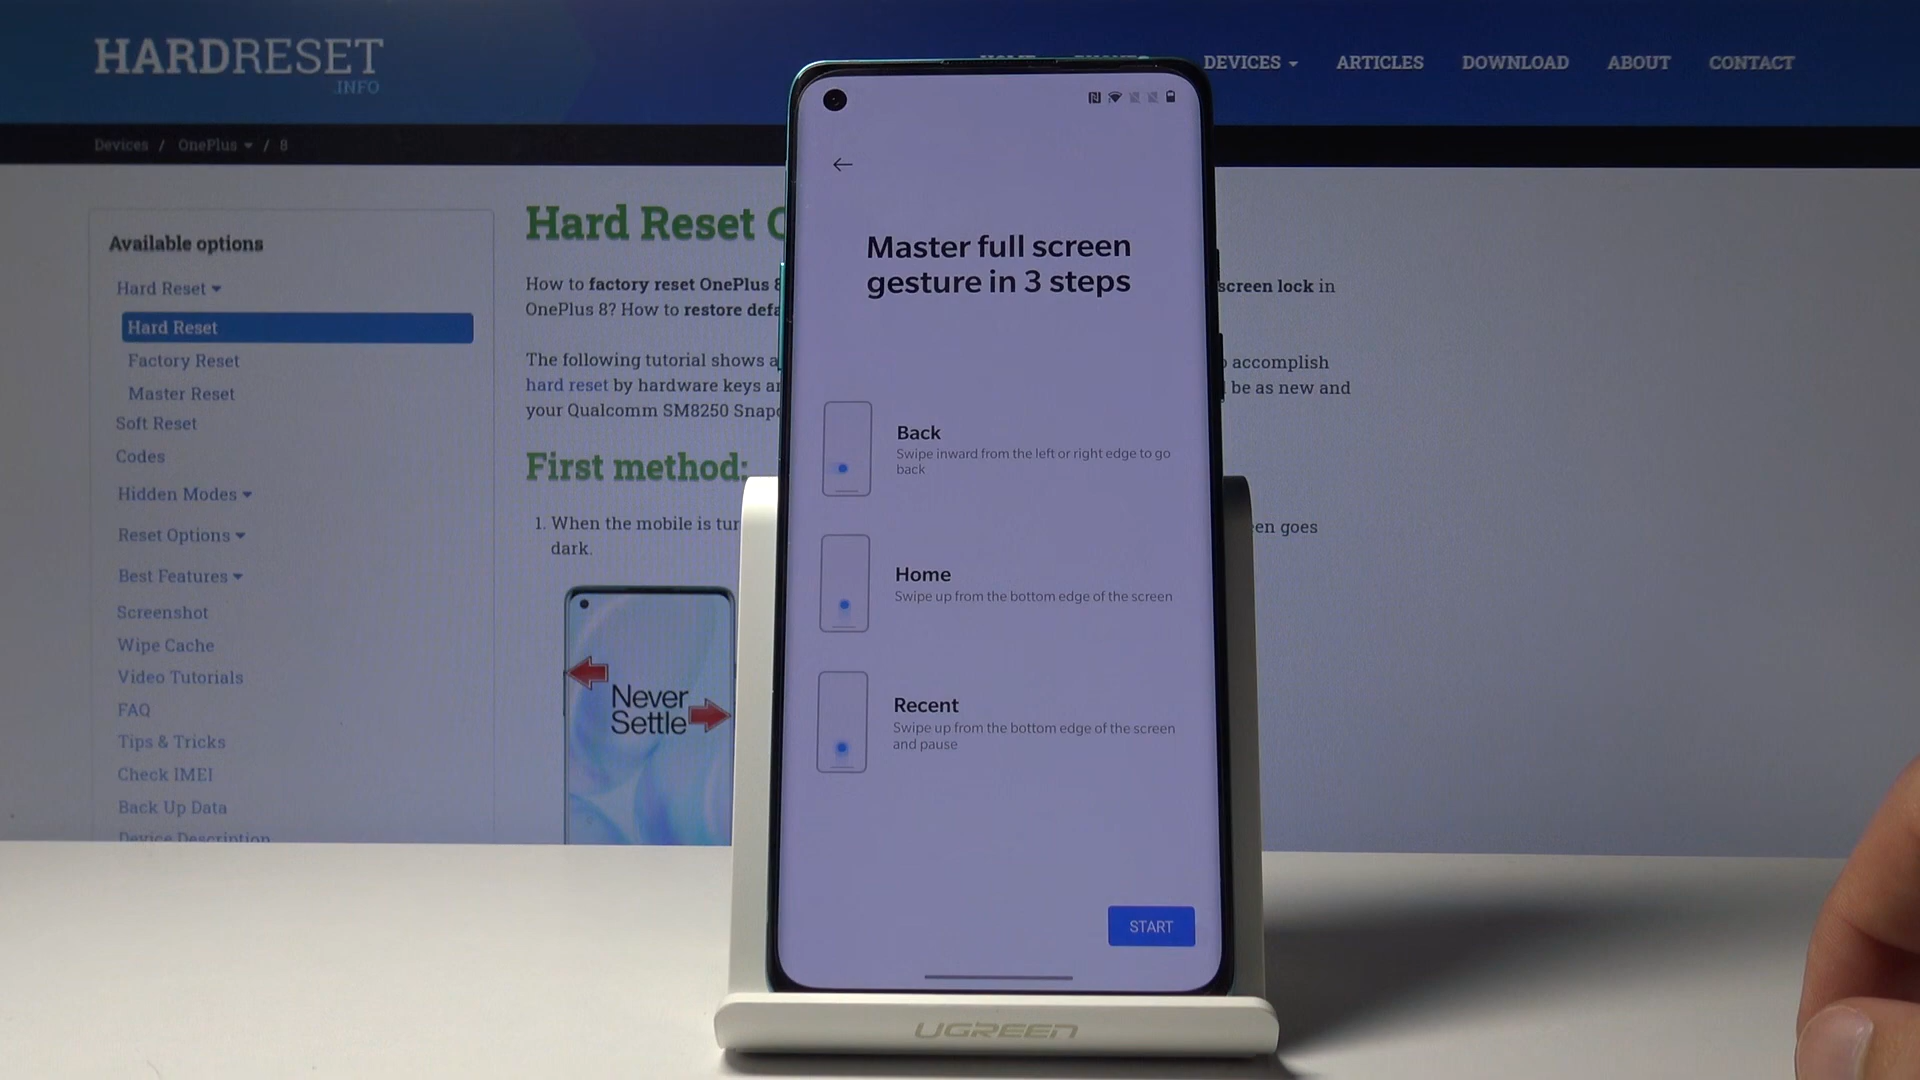 HARDRESET
.INFO
DEVICES
ARTICLES
DOWNLOAD
ABOUT
CONTACT
Devices / OnePlus / 8
Available options
Hard Reset
Hard Reset
Factory Reset
Master Reset
Soft Reset
Codes
Hidden Modes
Reset Options
Best Features
Screenshot
Wipe Cache
Video Tutorials
FAQ
Tips & Tricks
Check IMEI
Back Up Data
Device Description
Hard Reset
How to factory reset OnePlus 8
screen lock in
OnePlus 8? How to restore
The following tutorial shows
accomplish
hard reset by hardware keys
be as new and
your Qualcomm SM8250
First method:
1. When the mobile is
goes
dark.
Never
Settle
Master full screen
gesture in 3 steps
Back
Swipe inward from the left or right edge to go
back
Home
Swipe up from the bottom edge of the screen
Recent
Swipe up from the bottom edge of the screen
and pause
START
UGREEN